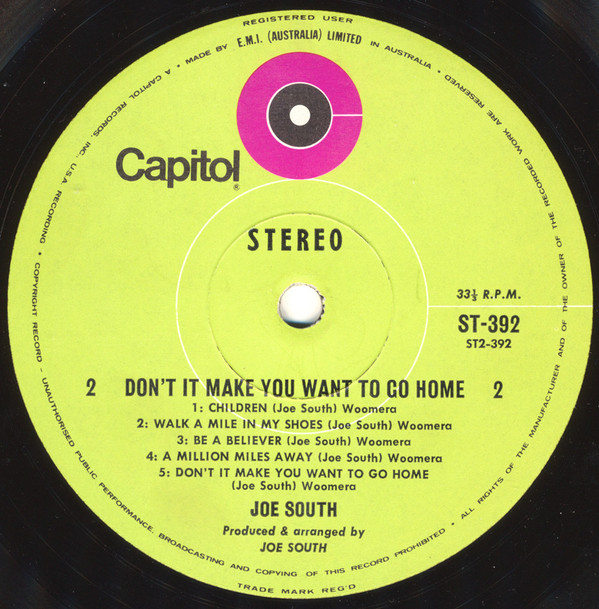 REGISTERED USER
• MADE BY E.M.I. (AUSTRALIA) LIMITED IN AUSTRALIA •
A CAPITOL RECORDS, INC., U.S.A. RECORDING •
COPYRIGHT RECORD - UNAUTHORISED PUBLIC PERFORMANCE, BROADCASTING AND COPYING OF THIS RECORD PROHIBITED •
ALL RIGHTS OF THE MANUFACTURER AND OF THE OWNER OF THE RECORDED WORK ARE RESERVED
Capitol®
STEREO
33⅓ R.P.M.
ST-392
ST2-392
2 DON'T IT MAKE YOU WANT TO GO HOME 2
1: CHILDREN (Joe South) Woomera
2: WALK A MILE IN MY SHOES (Joe South) Woomera
3: BE A BELIEVER (Joe South) Woomera
4: A MILLION MILES AWAY (Joe South) Woomera
5: DON'T IT MAKE YOU WANT TO GO HOME
(Joe South) Woomera
JOE SOUTH
Produced & arranged by
JOE SOUTH
TRADE MARK REG'D